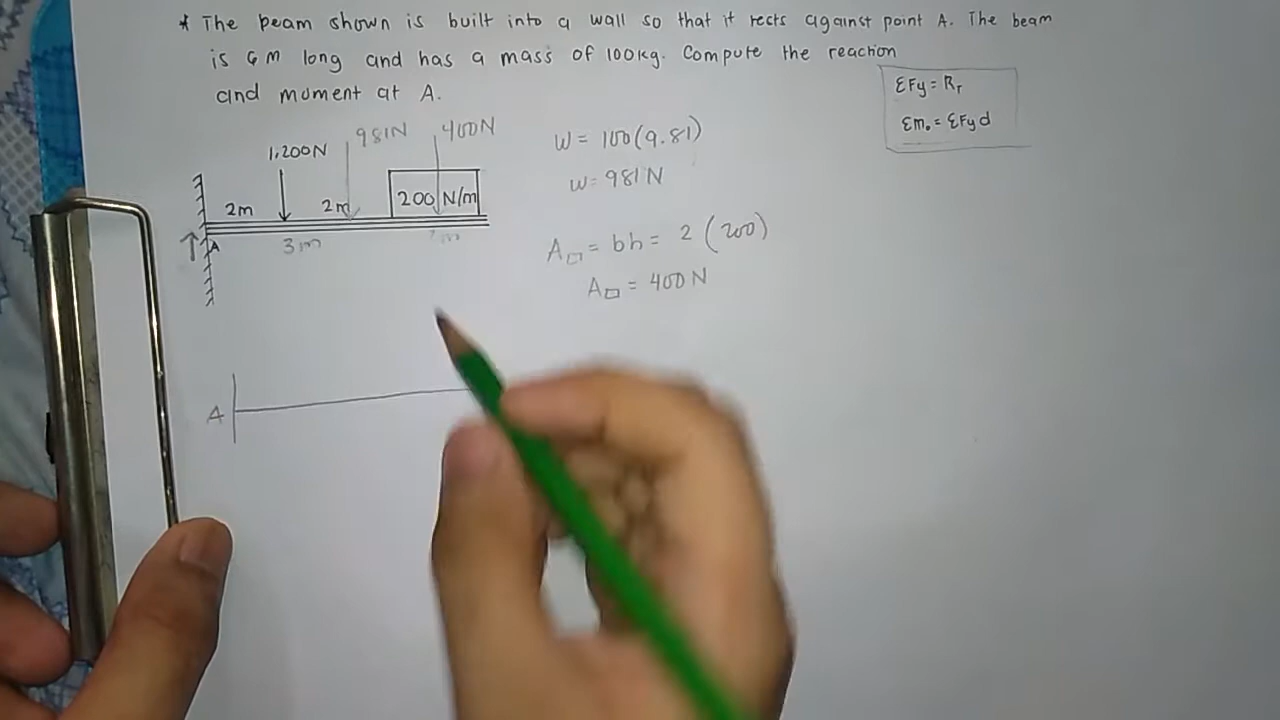 * The beam shown is built into a wall so that it rests against point A. The beam
is 6M long and has a mass of 100kg. Compute the reaction
and moment at A.
ΣFy = Rr
Σm₀ = ΣFyd
1,200N
981N
400N
2m
2m
200 N/m
A
3m
W = 100(9.81)
W = 981 N
A▭ = bh = 2 (200)
A▭ = 400 N
A